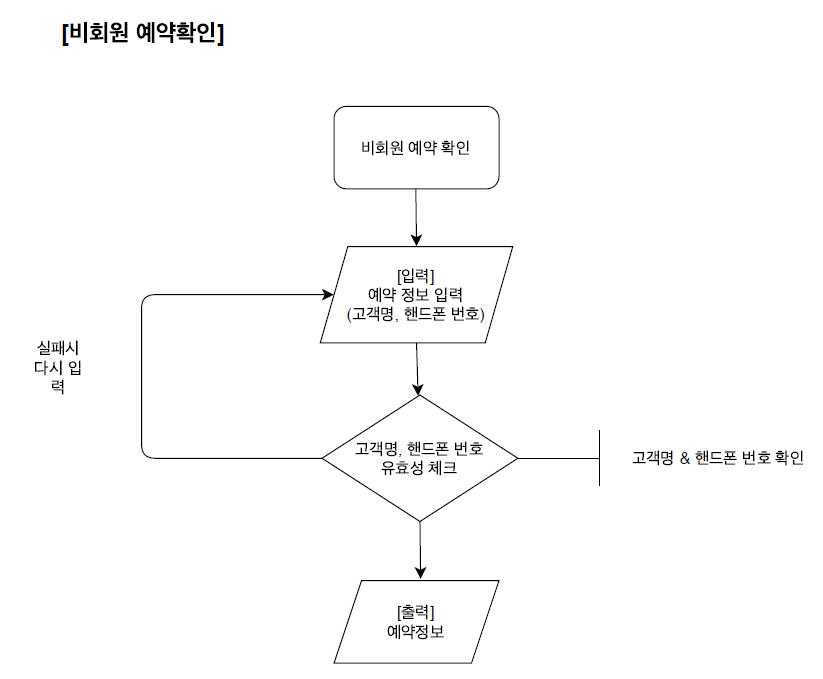 [비회원 예약확인]
비회원 예약 확인
[입력]
예약 정보 입력
(고객명, 핸드폰 번호)
실패시
다시 입
력
고객명, 핸드폰 번호
유효성 체크
고객명 & 핸드폰 번호 확인
[출력]
예약정보